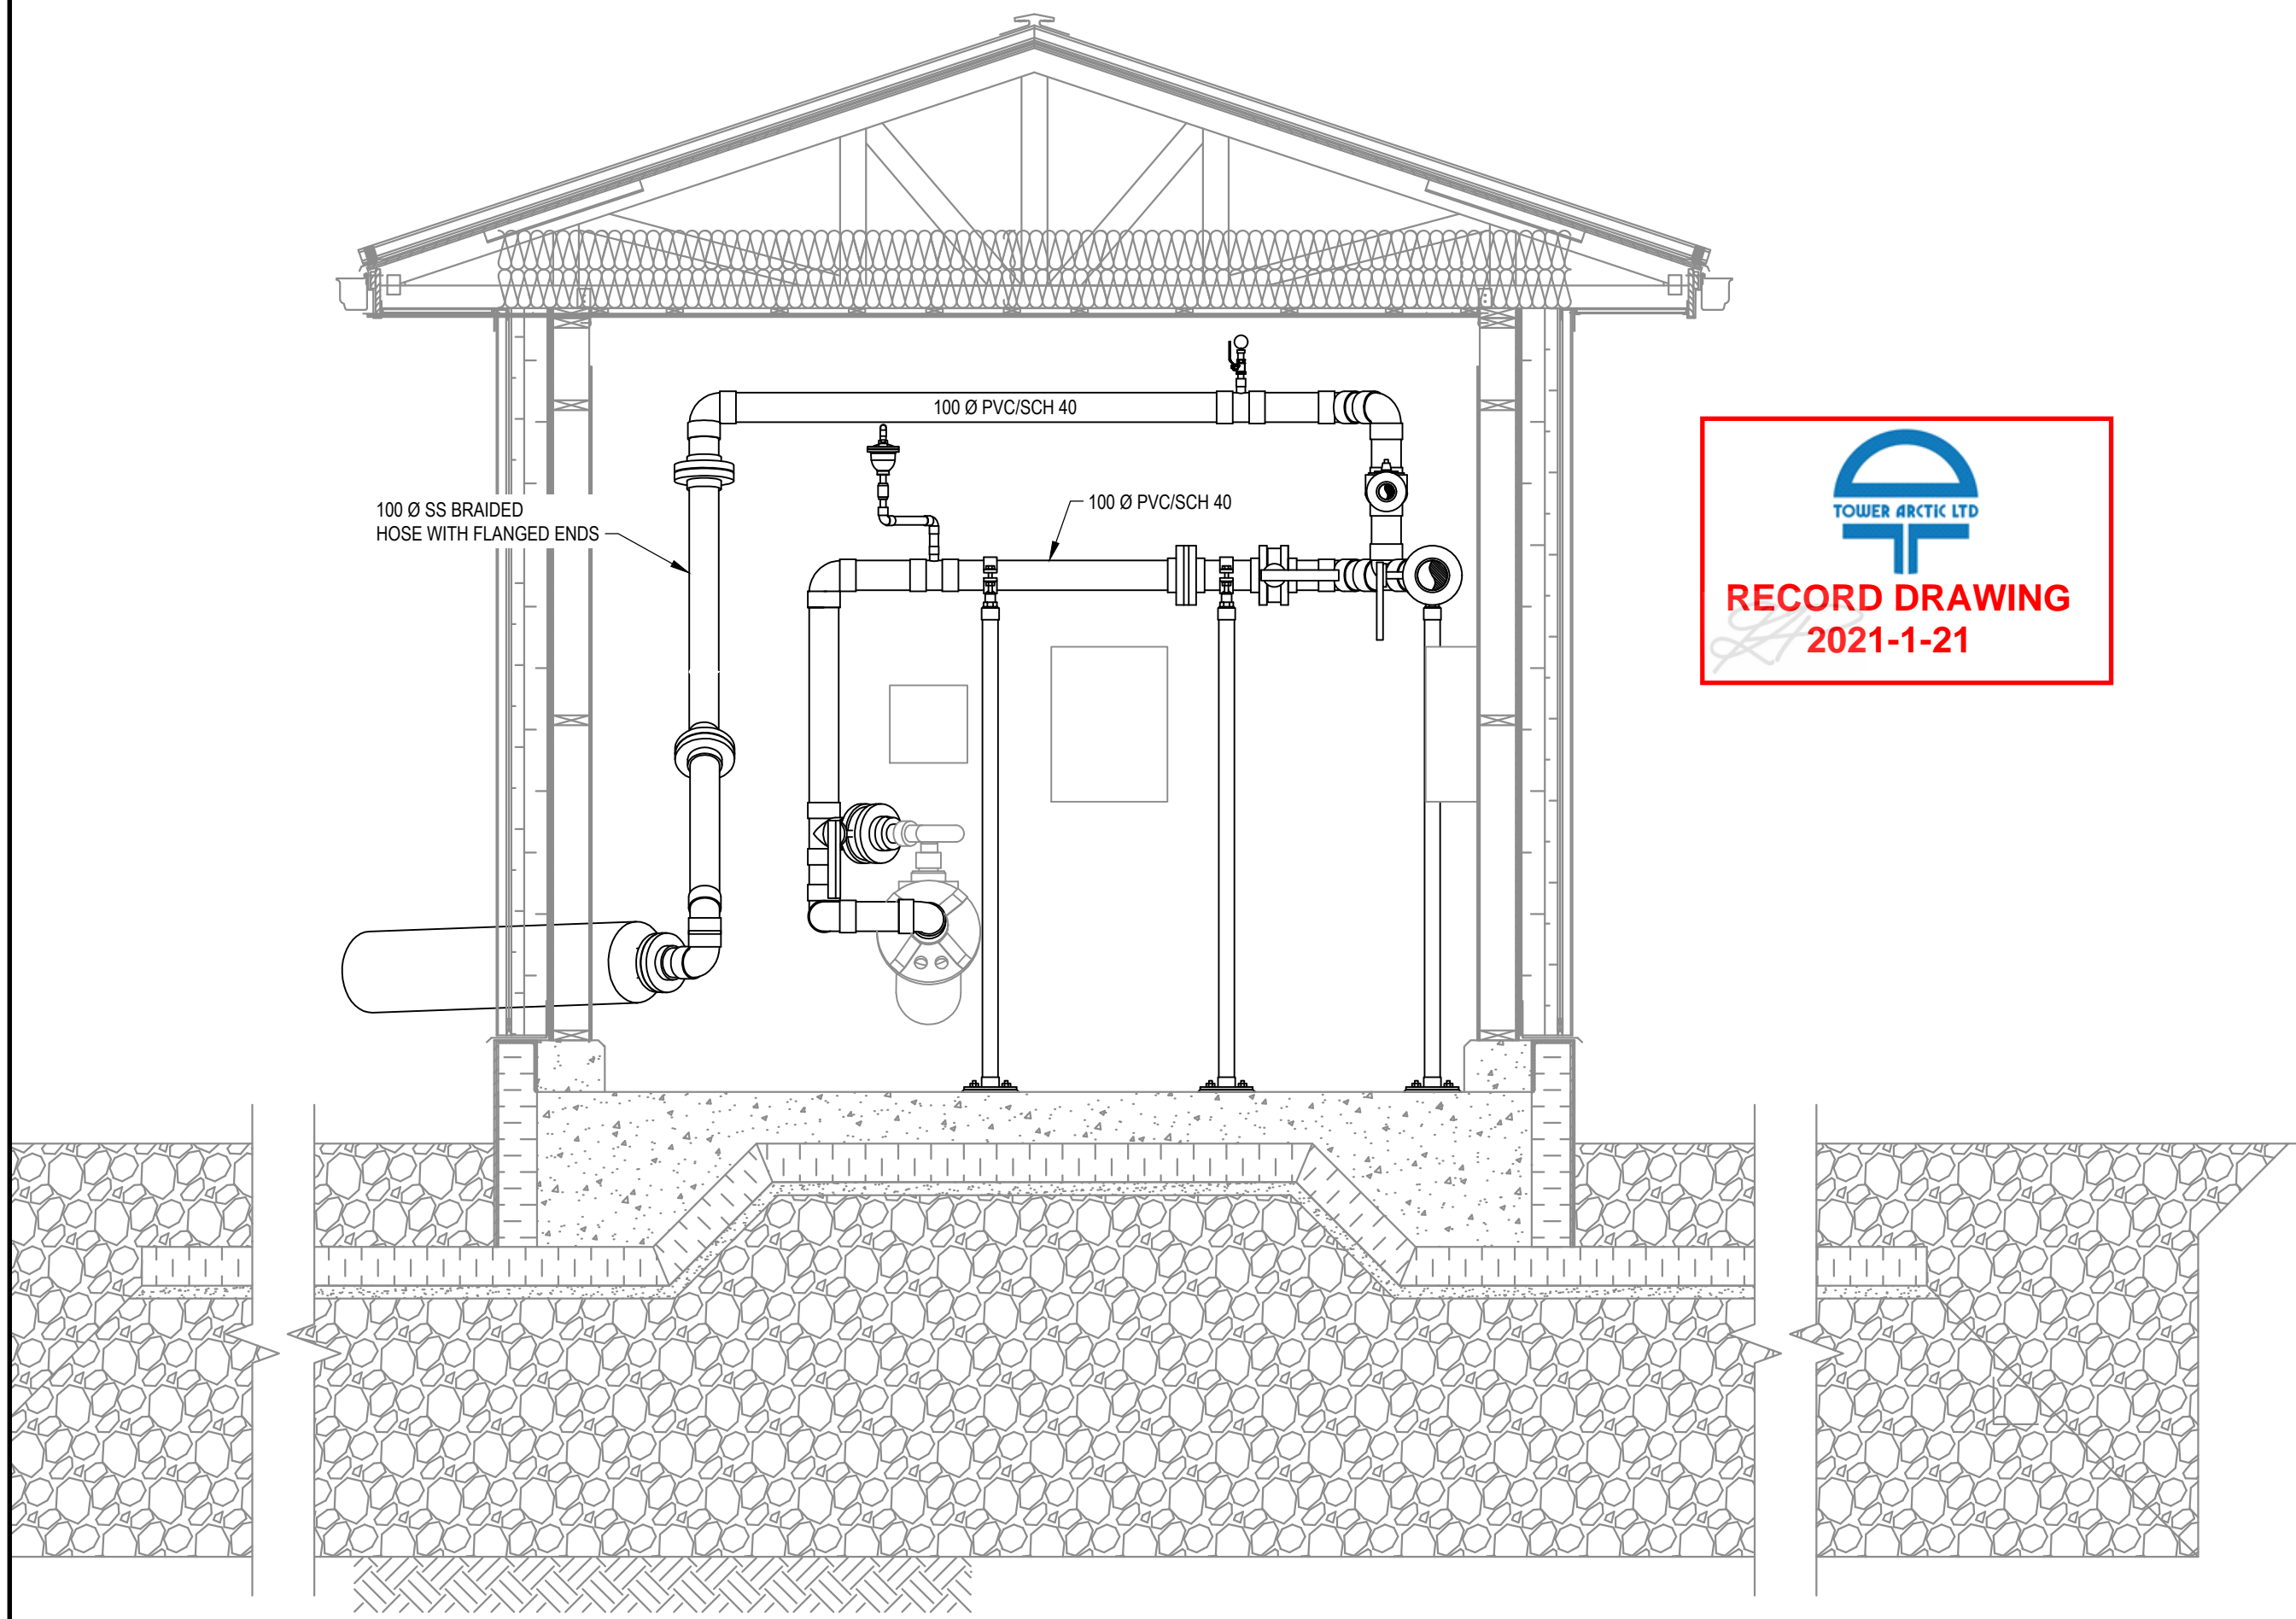 100 Ø PVC/SCH 40
100 Ø SS BRAIDED
HOSE WITH FLANGED ENDS
100 Ø PVC/SCH 40
TOWER ARCTIC LTD
RECORD DRAWING
2021-1-21